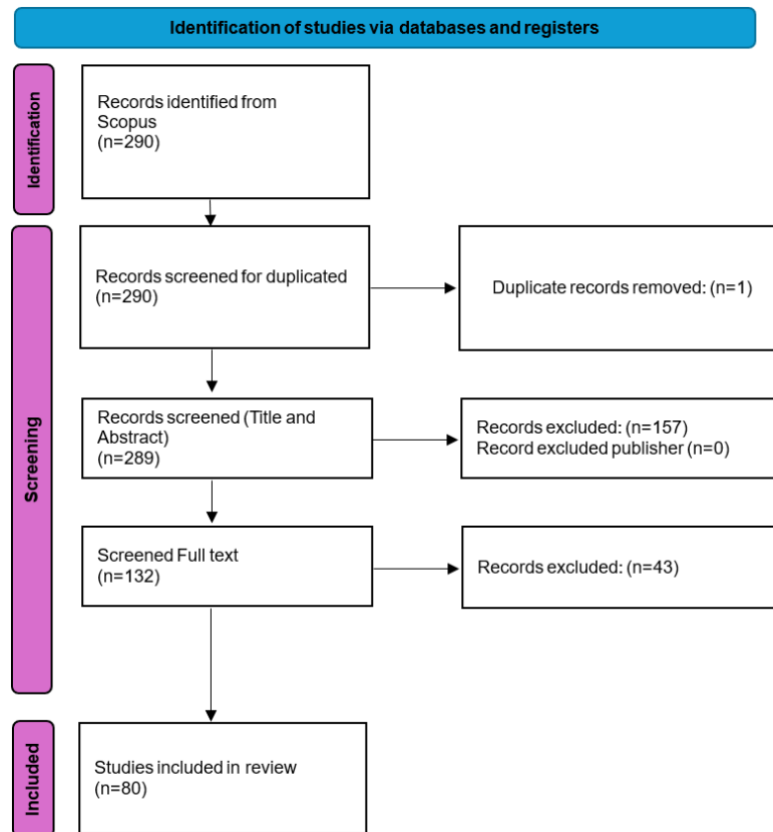 Identification of studies via databases and registers
Identification
Records identified from
Scopus
(n=290)
Screening
Records screened for duplicated
(n=290)
Duplicate records removed: (n=1)
Records screened (Title and
Abstract)
(n=289)
Records excluded: (n=157)
Record excluded publisher (n=0)
Screened Full text
(n=132)
Records excluded: (n=43)
Included
Studies included in review
(n=80)